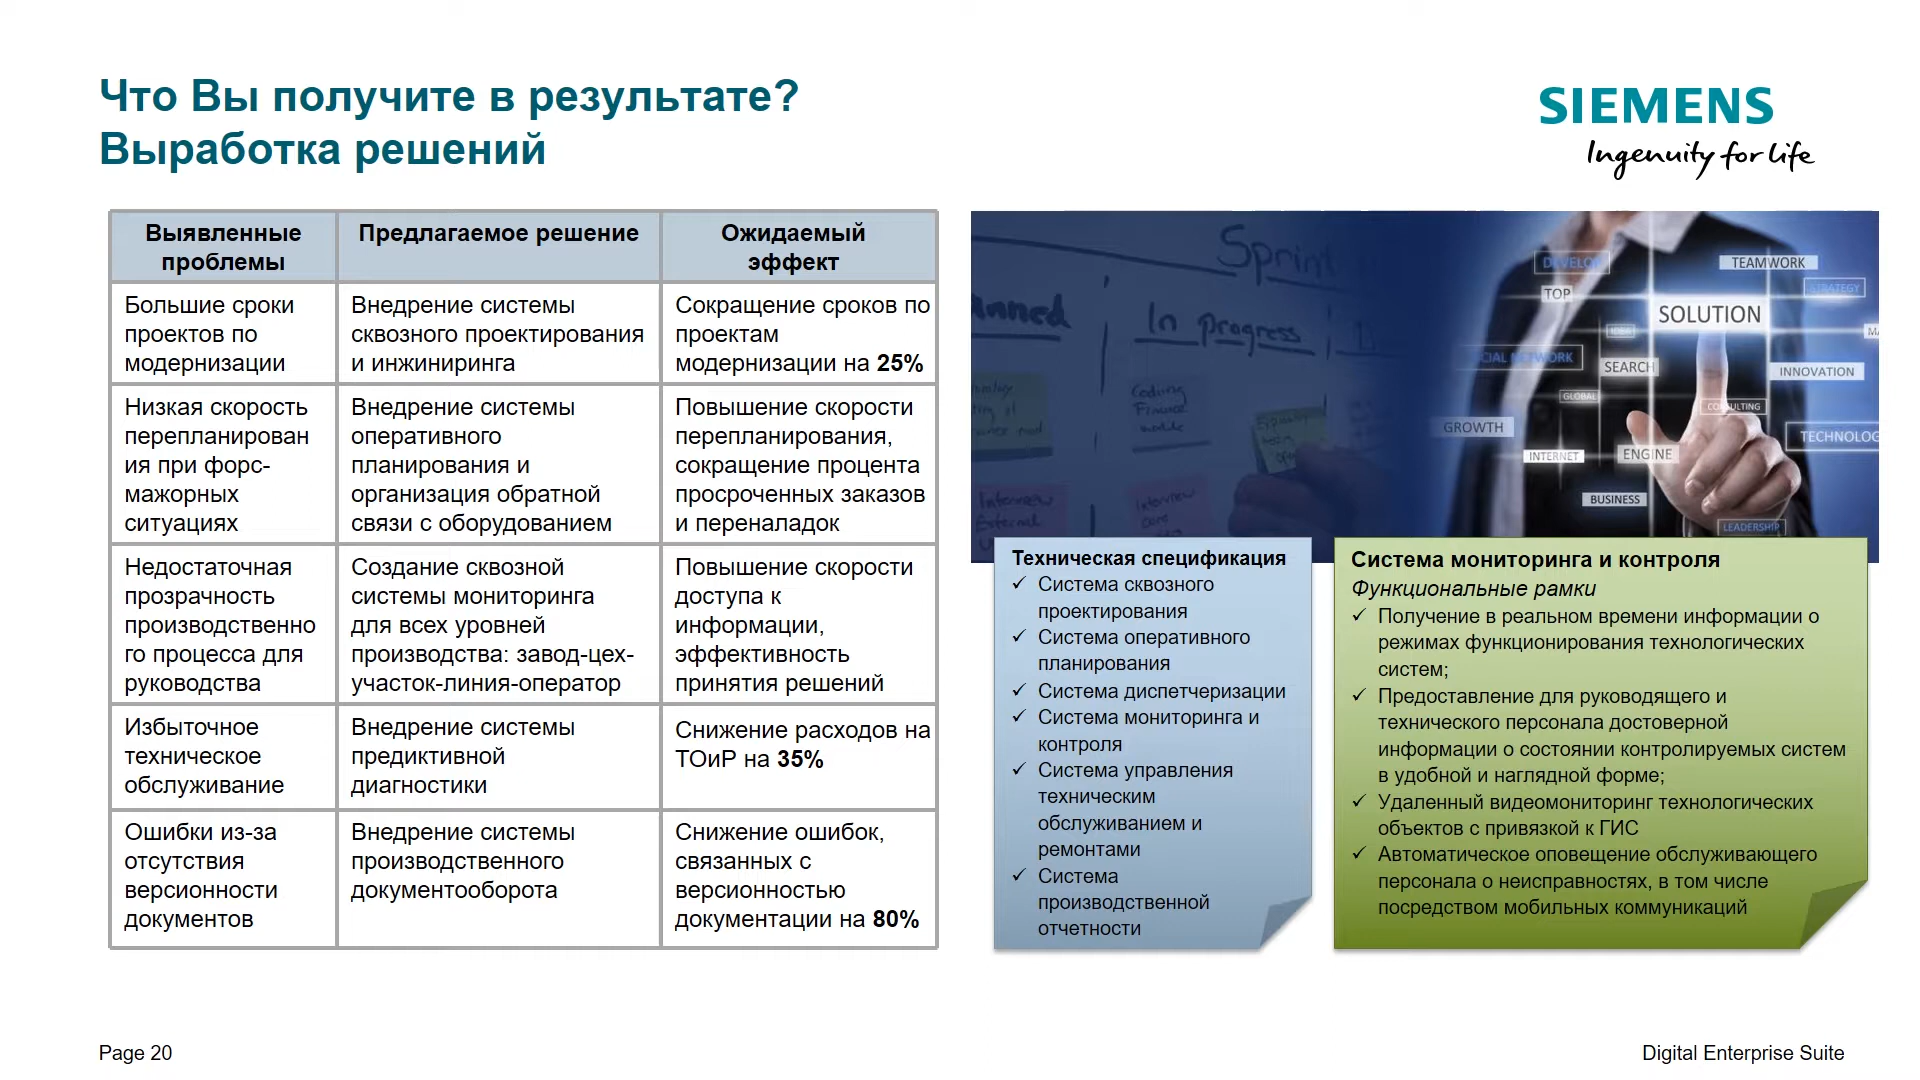 Что Вы получите в результате?
Выработка решений
SIEMENS
Ingenuity for life
Выявленные
проблемы
Предлагаемое решение
Ожидаемый
эффект
Большие сроки
проектов по
модернизации
Внедрение системы
сквозного проектирования
и инжиниринга
Сокращение сроков по
проектам
модернизации на 25%
Низкая скорость
перепланирован
ия при форс-
мажорных
ситуациях
Внедрение системы
оперативного
планирования и
организация обратной
связи с оборудованием
Повышение скорости
перепланирования,
сокращение процента
просроченных заказов
и переналадок
Недостаточная
прозрачность
производственно
го процесса для
руководства
Создание сквозной
системы мониторинга
для всех уровней
производства: завод-цех-
участок-линия-оператор
Повышение скорости
доступа к
информации,
эффективность
принятия решений
Избыточное
техническое
обслуживание
Внедрение системы
предиктивной
диагностики
Снижение расходов на
ТОиР на 35%
Ошибки из-за
отсутствия
версионности
документов
Внедрение системы
производственного
документооборота
Снижение ошибок,
связанных с
версионностью
документации на 80%
Sprint
In progress
DEVELOP
TEAMWORK
TOP
STRATEGY
SOLUTION
IDEA
SEARCH
INNOVATION
GLOBAL
CONSULTING
GROWTH
TECHNOLOG
INTERNET
ENGINE
BUSINESS
LEADERSHIP
Техническая спецификация
✓ Система сквозного
проектирования
✓ Система оперативного
планирования
✓ Система диспетчеризации
✓ Система мониторинга и
контроля
✓ Система управления
техническим
обслуживанием и
ремонтами
✓ Система
производственной
отчетности
Система мониторинга и контроля
Функциональные рамки
✓ Получение в реальном времени информации о
режимах функционирования технологических
систем;
✓ Предоставление для руководящего и
технического персонала достоверной
информации о состоянии контролируемых систем
в удобной и наглядной форме;
✓ Удаленный видеомониторинг технологических
объектов с привязкой к ГИС
✓ Автоматическое оповещение обслуживающего
персонала о неисправностях, в том числе
посредством мобильных коммуникаций
Page 20
Digital Enterprise Suite